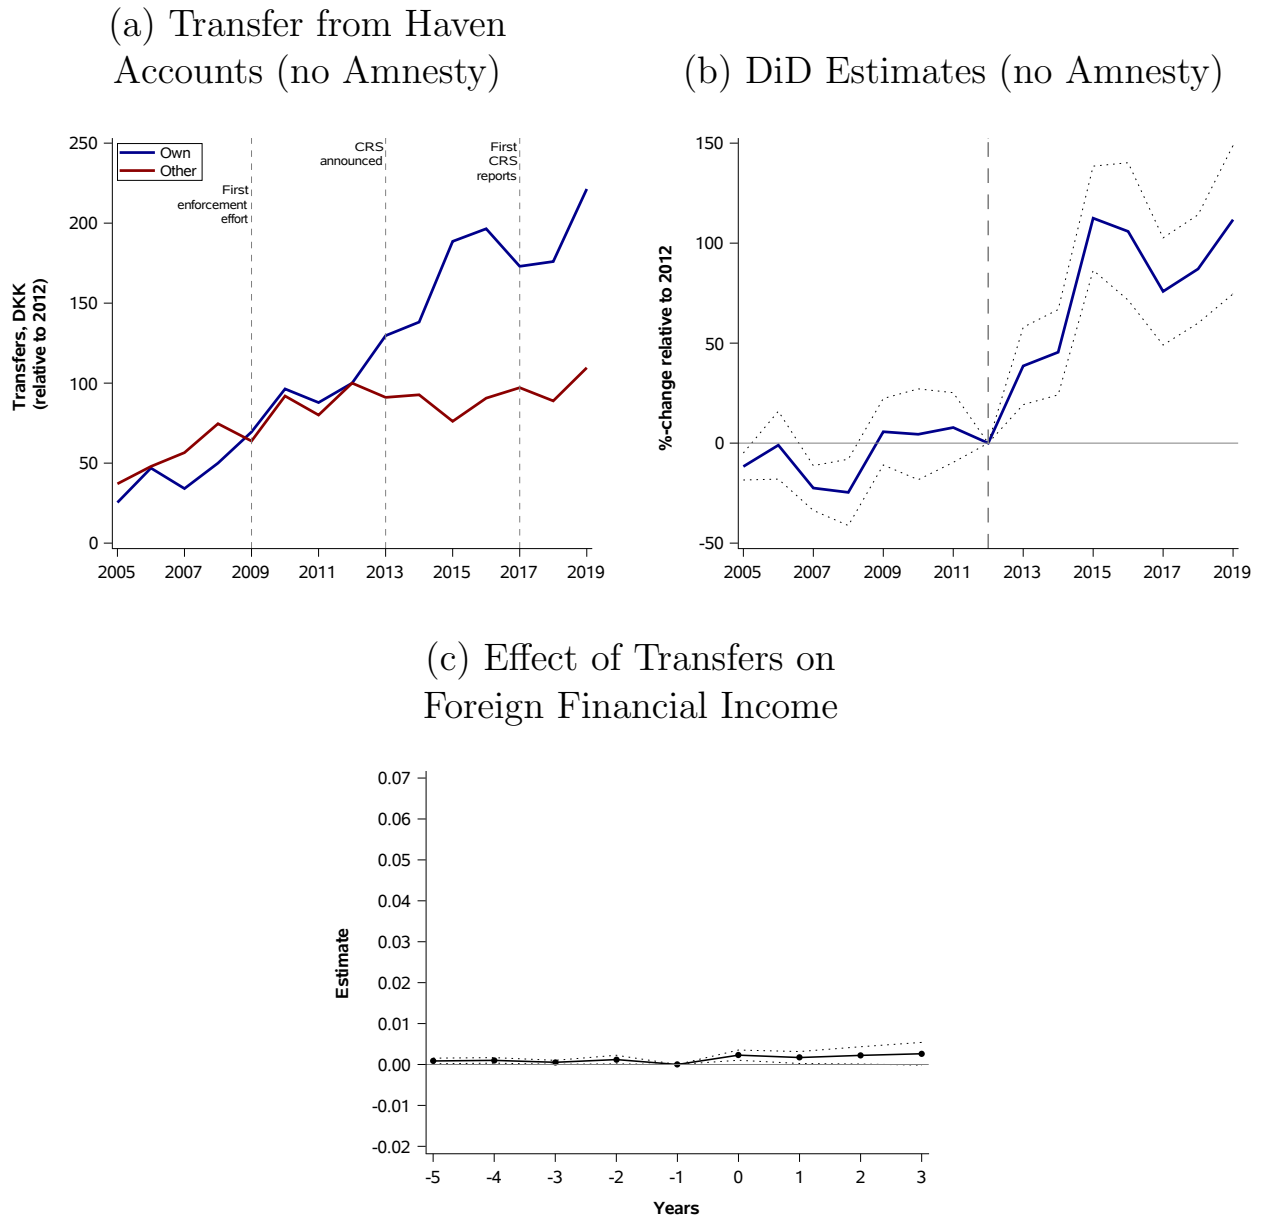 (a) Transfer from Haven
Accounts (no Amnesty)
250
200
150
100
50
0
Transfers, DKK
(relative to 2012)
Own
Other
First
enforcement
effort
CRS
announced
First
CRS
reports
2005 2007 2009 2011 2013 2015 2017 2019
(b) DiD Estimates (no Amnesty)
150
100
50
0
-50
%-change relative to 2012
2005 2007 2009 2011 2013 2015 2017 2019
(c) Effect of Transfers on
Foreign Financial Income
0.07
0.06
0.05
0.04
0.03
0.02
0.01
0.00
-0.01
-0.02
Estimate
-5 -4 -3 -2 -1 0 1 2 3
Years